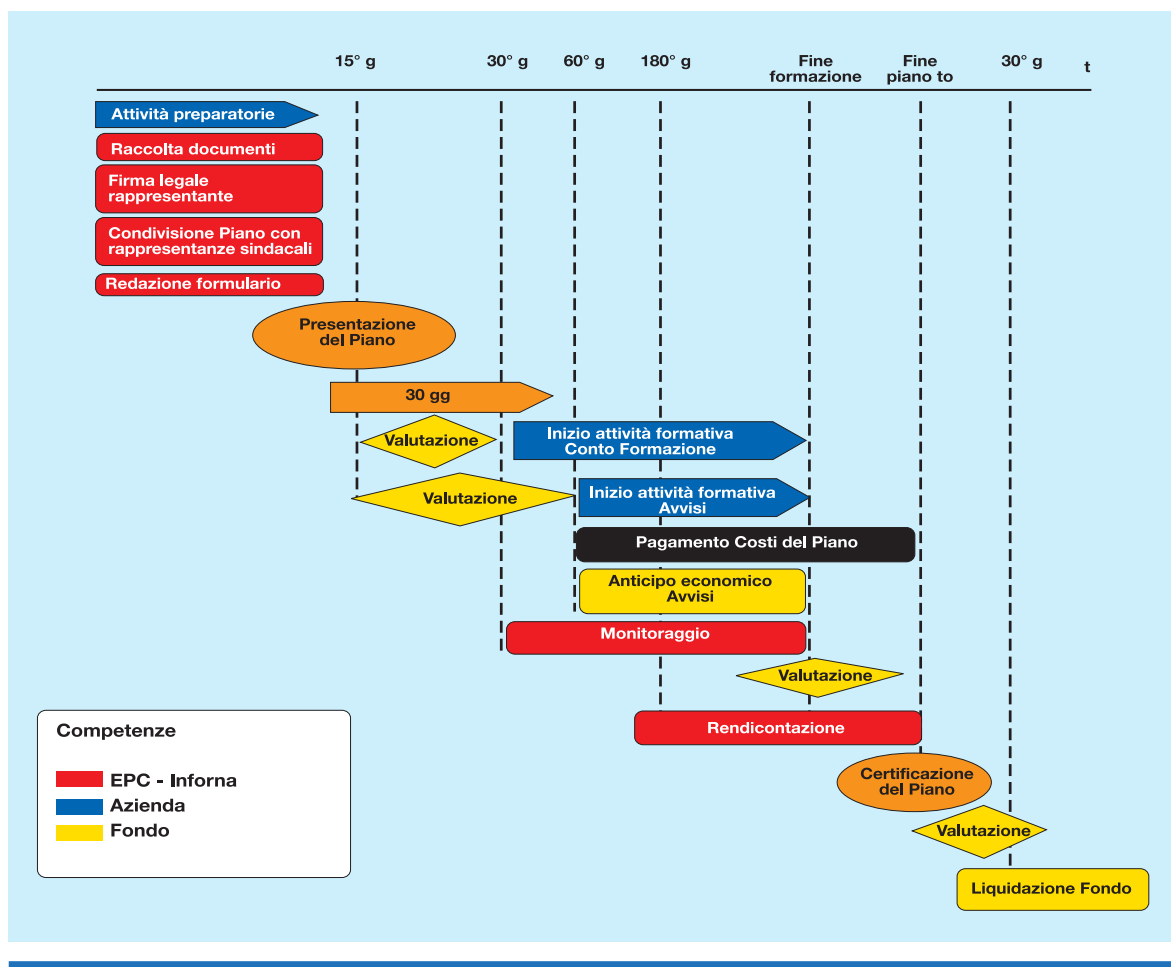 15° g
30° g
60° g
180° g
Fine
formazione
Fine
piano to
30° g
t
Attività preparatorie
Raccolta documenti
Firma legale
rappresentante
Condivisione Piano con
rappresentanze sindacali
Redazione formulario
Presentazione
del Piano
30 gg
Valutazione
Inizio attività formativa
Conto Formazione
Valutazione
Inizio attività formativa
Avvisi
Pagamento Costi del Piano
Anticipo economico
Avvisi
Monitoraggio
Valutazione
Rendicontazione
Certificazione
del Piano
Valutazione
Liquidazione Fondo
Competenze
EPC - Inforna
Azienda
Fondo